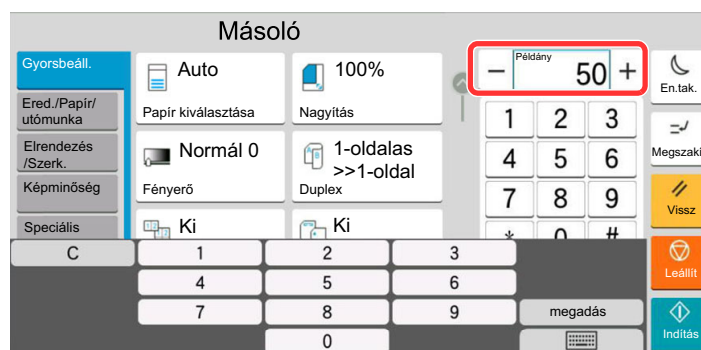 Másoló
Gyorsbeáll.
Ered./Papír/
utómunka
Elrendezés
/Szerk.
Képminőség
Speciális
Auto
Papír kiválasztása
100%
Nagyítás
Normál 0
Fényerő
1-oldalas
>>1-oldal
Duplex
Ki
Ki
− Példány 50 +
1 2 3
4 5 6
7 8 9
* 0 #
En.tak.
Megszakí
Vissz
Leállít
Indítás
C 1 2 3
4 5 6
7 8 9
0
megadás